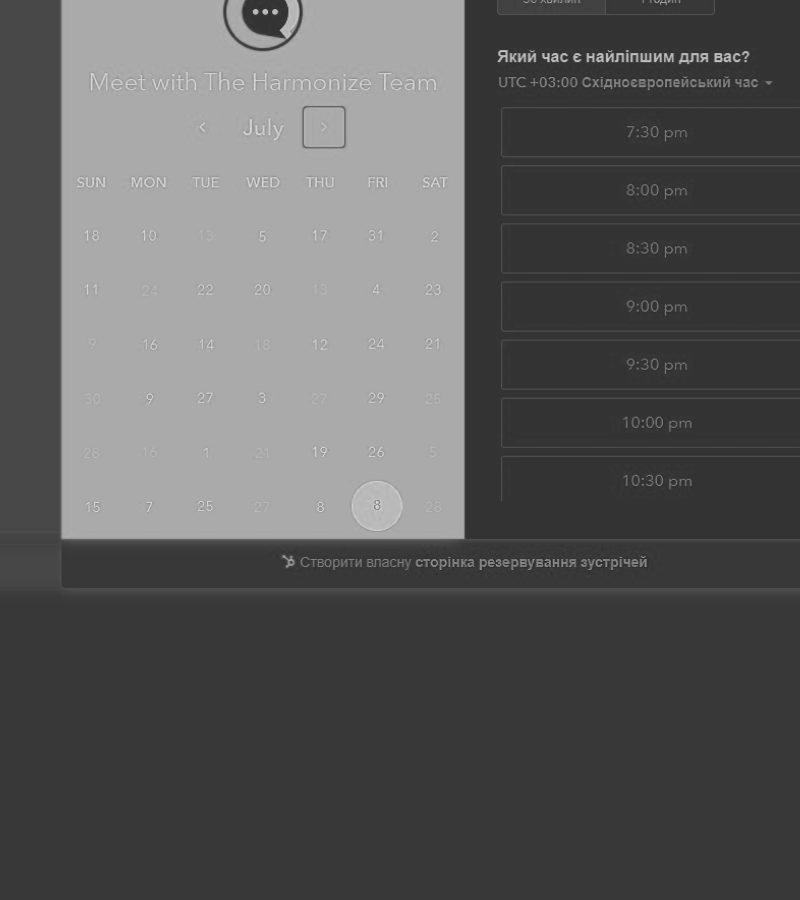 Meet with The Harmonize Team
July
SUN MON TUE WED THU FRI SAT
18 10 13 5 17 31 2
11 24 22 20 13 4 23
9 16 14 18 12 24 21
30 9 27 3 27 29 25
28 16 1 21 19 26 5
15 7 25 27 8 8 28
Який час є найліпшим для вас?
UTC +03:00 Східноєвропейський час
7:30 pm
8:00 pm
8:30 pm
9:00 pm
9:30 pm
10:00 pm
10:30 pm
Створити власну сторінка резервування зустрічей